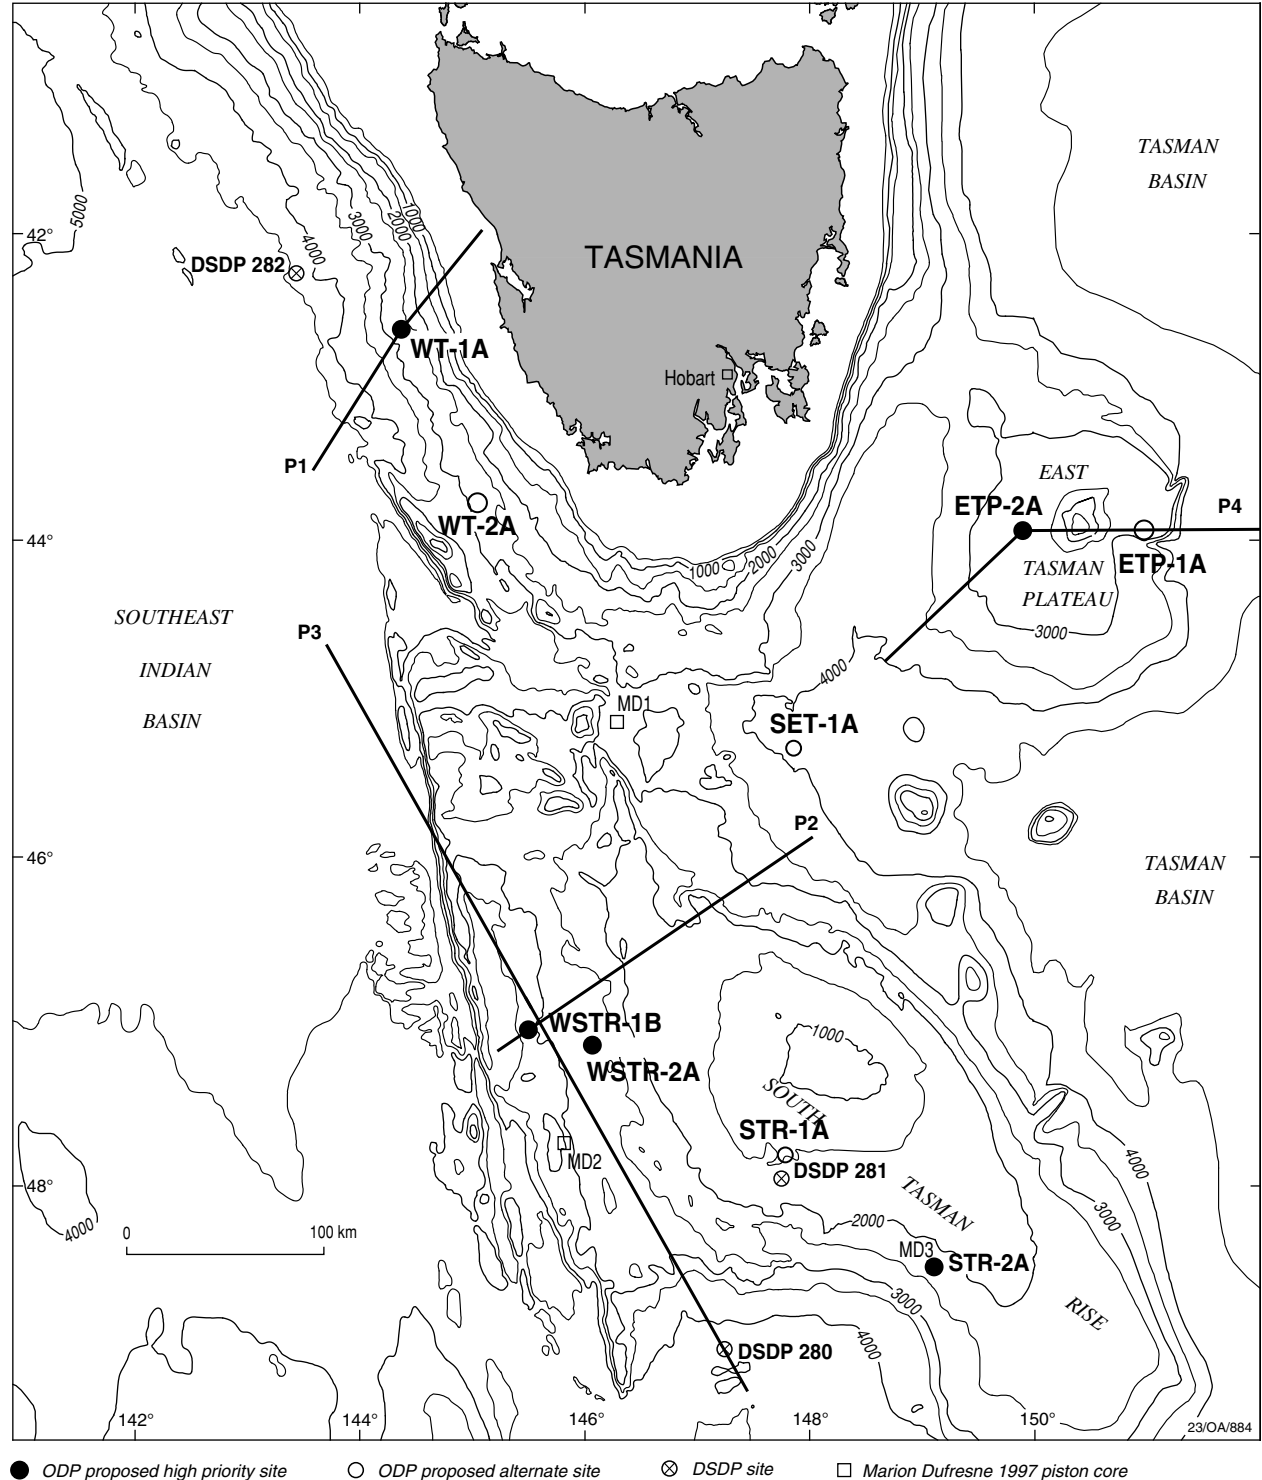 TASMAN
BASIN
5000
3000
2000
1000
42°
4000
DSDP 282
TASMANIA
WT-1A
Hobart
P1
EAST
ETP-2A
P4
WT-2A
44°
1000
2000
3000
TASMAN
PLATEAU
ETP-1A
SOUTHEAST
INDIAN
BASIN
P3
3000
4000
MD1
SET-1A
P2
46°
TASMAN
BASIN
WSTR-1B
WSTR-2A
1000
SOUTH
STR-1A
MD2
DSDP 281
4000
48°
TASMAN
3000
2000
4000
0 100 km
MD3
STR-2A
3000
RISE
4000
DSDP 280
142° 144° 146° 148° 150°
23/OA/884
ODP proposed high priority site ODP proposed alternate site DSDP site Marion Dufresne 1997 piston core